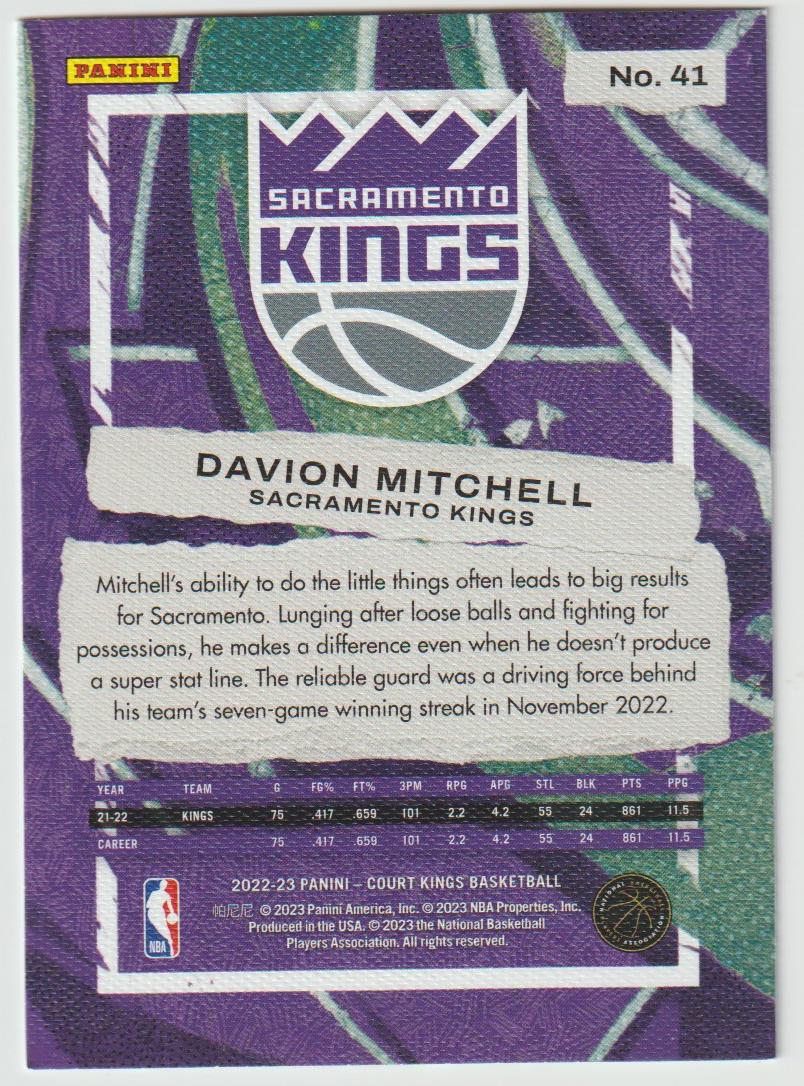 PANINI
No. 41
SACRAMENTO
KINGS
DAVION MITCHELL
SACRAMENTO KINGS
Mitchell's ability to do the little things often leads to big results
for Sacramento. Lunging after loose balls and fighting for
possessions, he makes a difference even when he doesn't produce
a super stat line. The reliable guard was a driving force behind
his team's seven-game winning streak in November 2022.
YEAR TEAM G FG% FT% 3PM RPG APG STL BLK PTS PPG
21-22 KINGS 75 .417 .659 101 2.2 4.2 55 24 861 11.5
CAREER 75 .417 .659 101 2.2 4.2 55 24 861 11.5
2022-23 PANINI – COURT KINGS BASKETBALL
帕尼尼 © 2023 Panini America, Inc. © 2023 NBA Properties, Inc.
Produced in the USA. © 2023 the National Basketball
Players Association. All rights reserved.
NBA
NATIONAL BASKETBALL PLAYERS ASSOCIATION